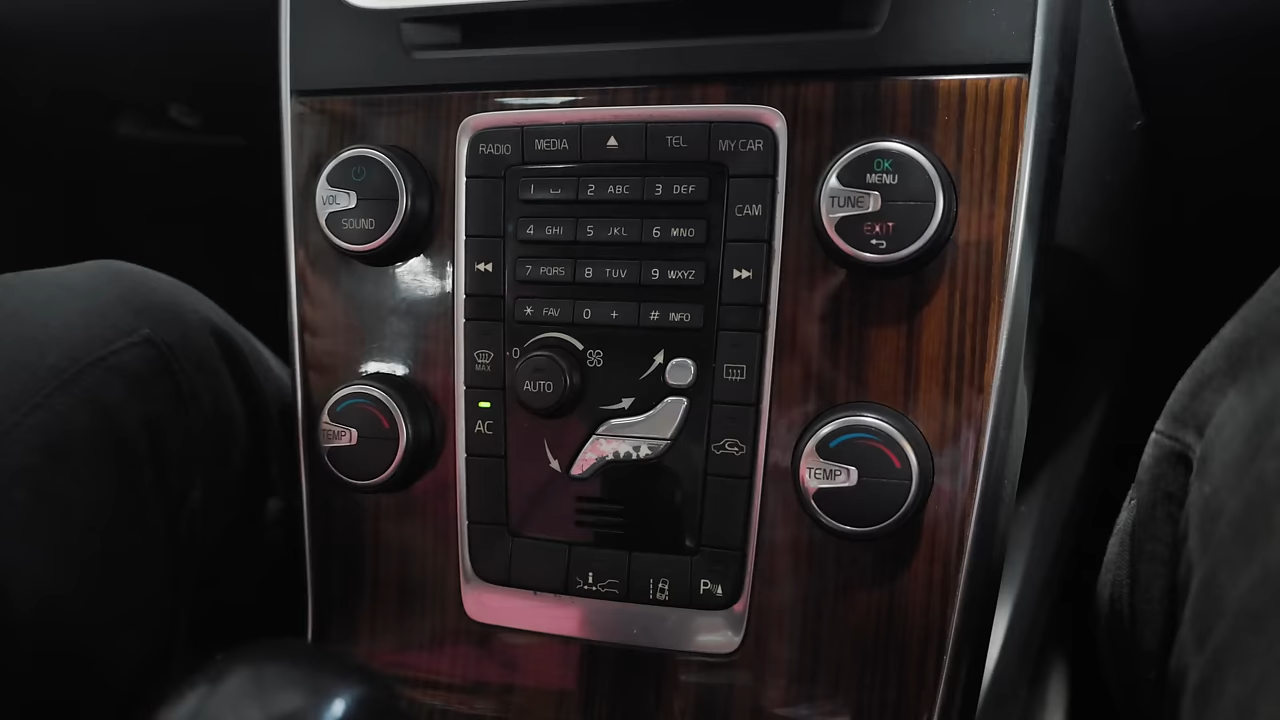 RADIO MEDIA TEL MY CAR
1 2 ABC 3 DEF
CAM
4 GHI 5 JKL 6 MNO
7 PQRS 8 TUV 9 WXYZ
* FAV 0 + # INFO
MAX
0
AUTO
AC
P
VOL
SOUND
TEMP
OK
MENU
TUNE
EXIT
TEMP